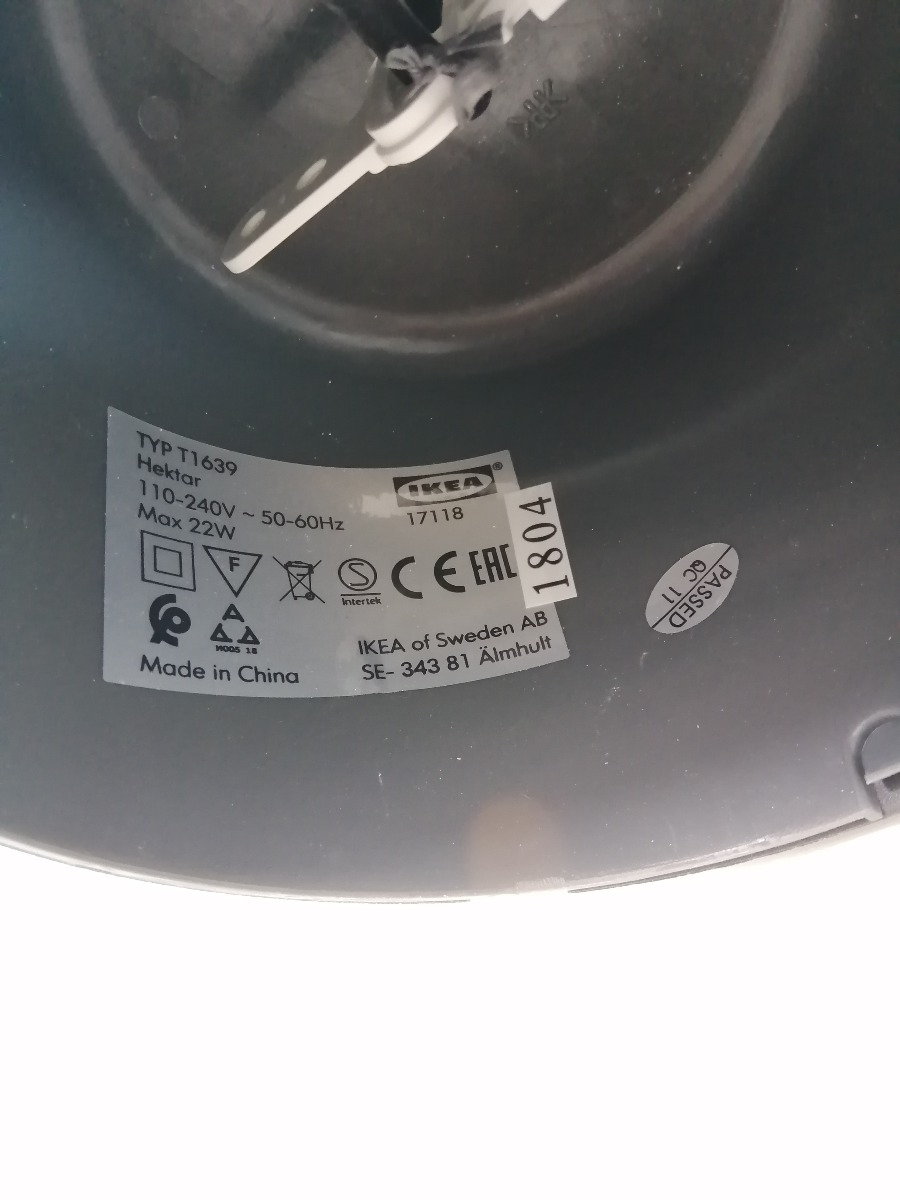 TYP T1639
Hektar
110-240V ~ 50-60Hz
Max 22W
IKEA®
17118
F
S
Intertek
CE
EAC
1804
IKEA of Sweden AB
SE- 343 81 Älmhult
Made in China
PASSED
QC 11